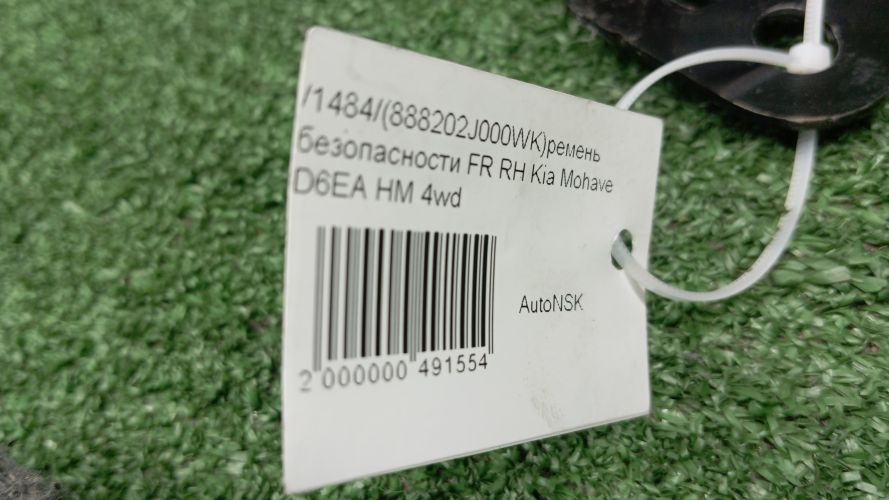 /1484/(888202J000WK)ремень
безопасности FR RH Kia Mohave
D6EA HM 4wd
AutoNSK
2 000000 491554